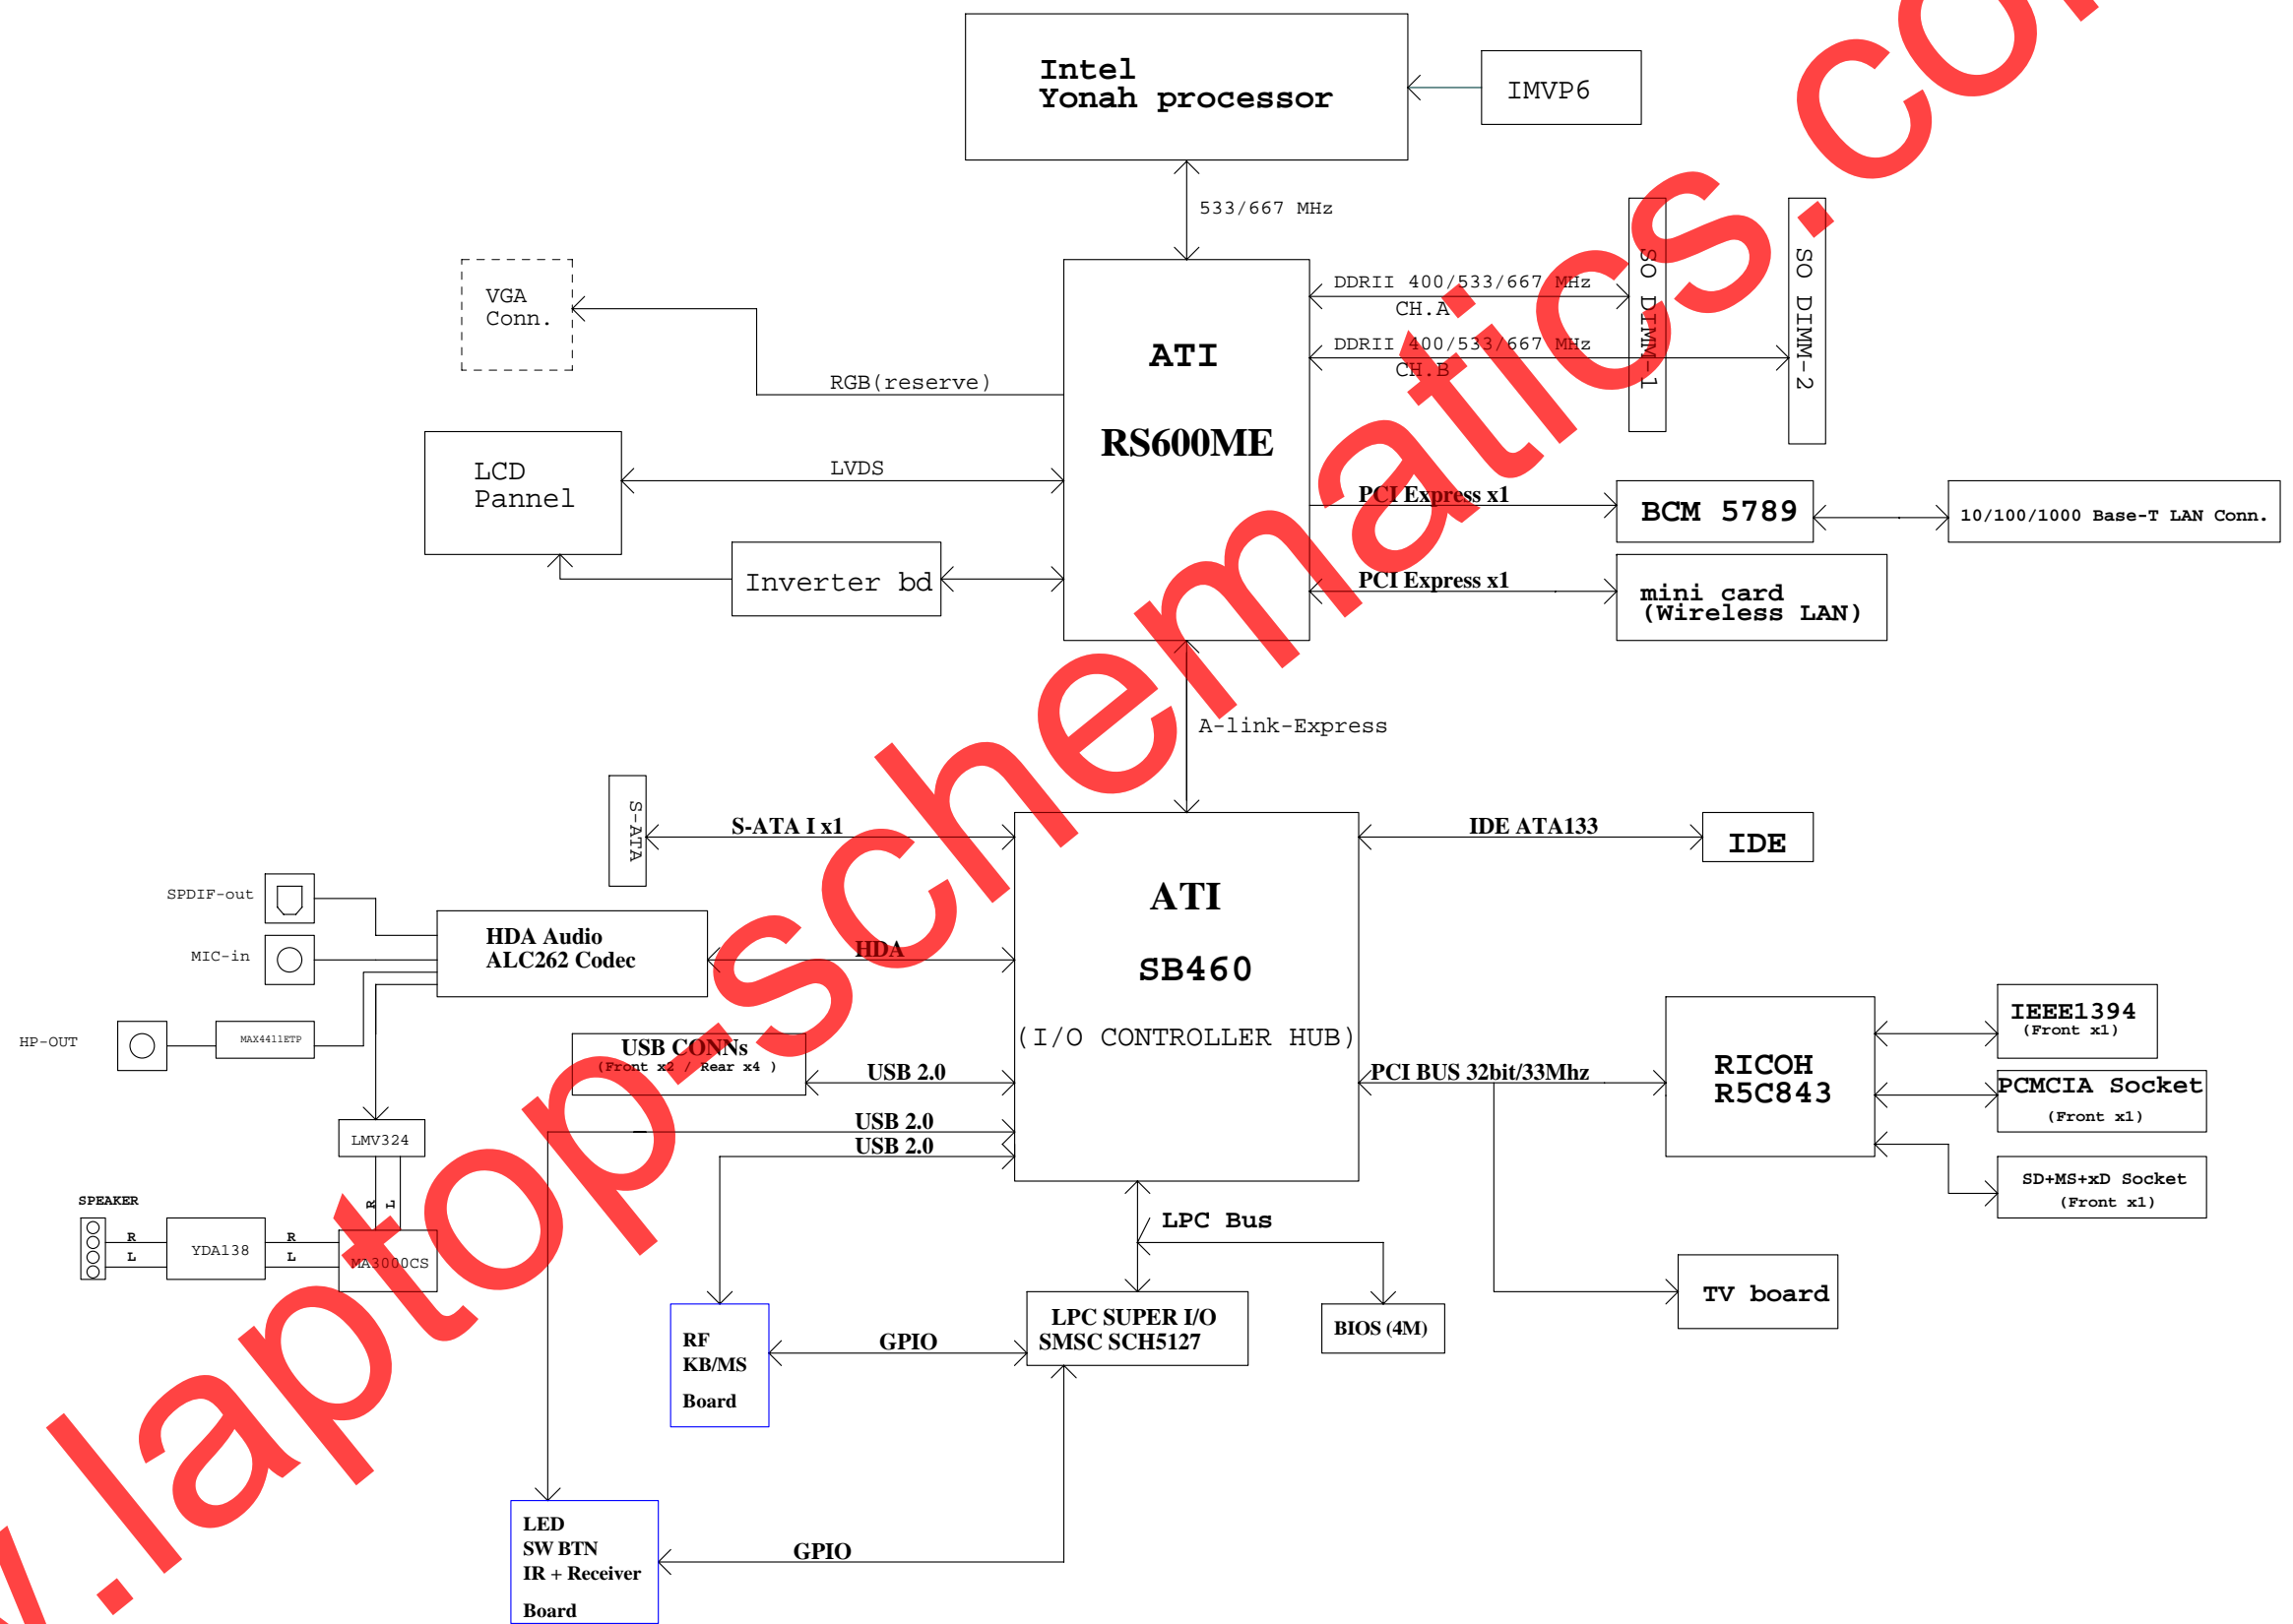 Intel
Yonah processor
IMVP6
533/667 MHz
VGA
Conn.
RGB(reserve)
ATI
RS600ME
DDRII 400/533/667 MHz
CH.A
DDRII 400/533/667 MHz
CH.B
SO DIMM-1
SO DIMM-2
LCD
Pannel
LVDS
Inverter bd
PCI Express x1
BCM 5789
10/100/1000 Base-T LAN Conn.
PCI Express x1
mini card
(Wireless LAN)
A-link-Express
S-ATA
S-ATA I x1
IDE ATA133
IDE
ATI
SB460
(I/O CONTROLLER HUB)
SPDIF-out
MIC-in
HP-OUT
MAX4411ETP
HDA Audio
ALC262 Codec
HDA
USB CONNs
(Front x2 / Rear x4 )
USB 2.0
USB 2.0
USB 2.0
PCI BUS 32bit/33Mhz
RICOH
R5C843
IEEE1394
(Front x1)
PCMCIA Socket
(Front x1)
SD+MS+xD Socket
(Front x1)
LMV324
R
L
SPEAKER
R
L
YDA138
R
L
MA3000CS
LPC Bus
TV board
RF
KB/MS
Board
GPIO
LPC SUPER I/O
SMSC SCH5127
BIOS (4M)
LED
SW BTN
IR + Receiver
Board
GPIO
w.laptop-schematics.com